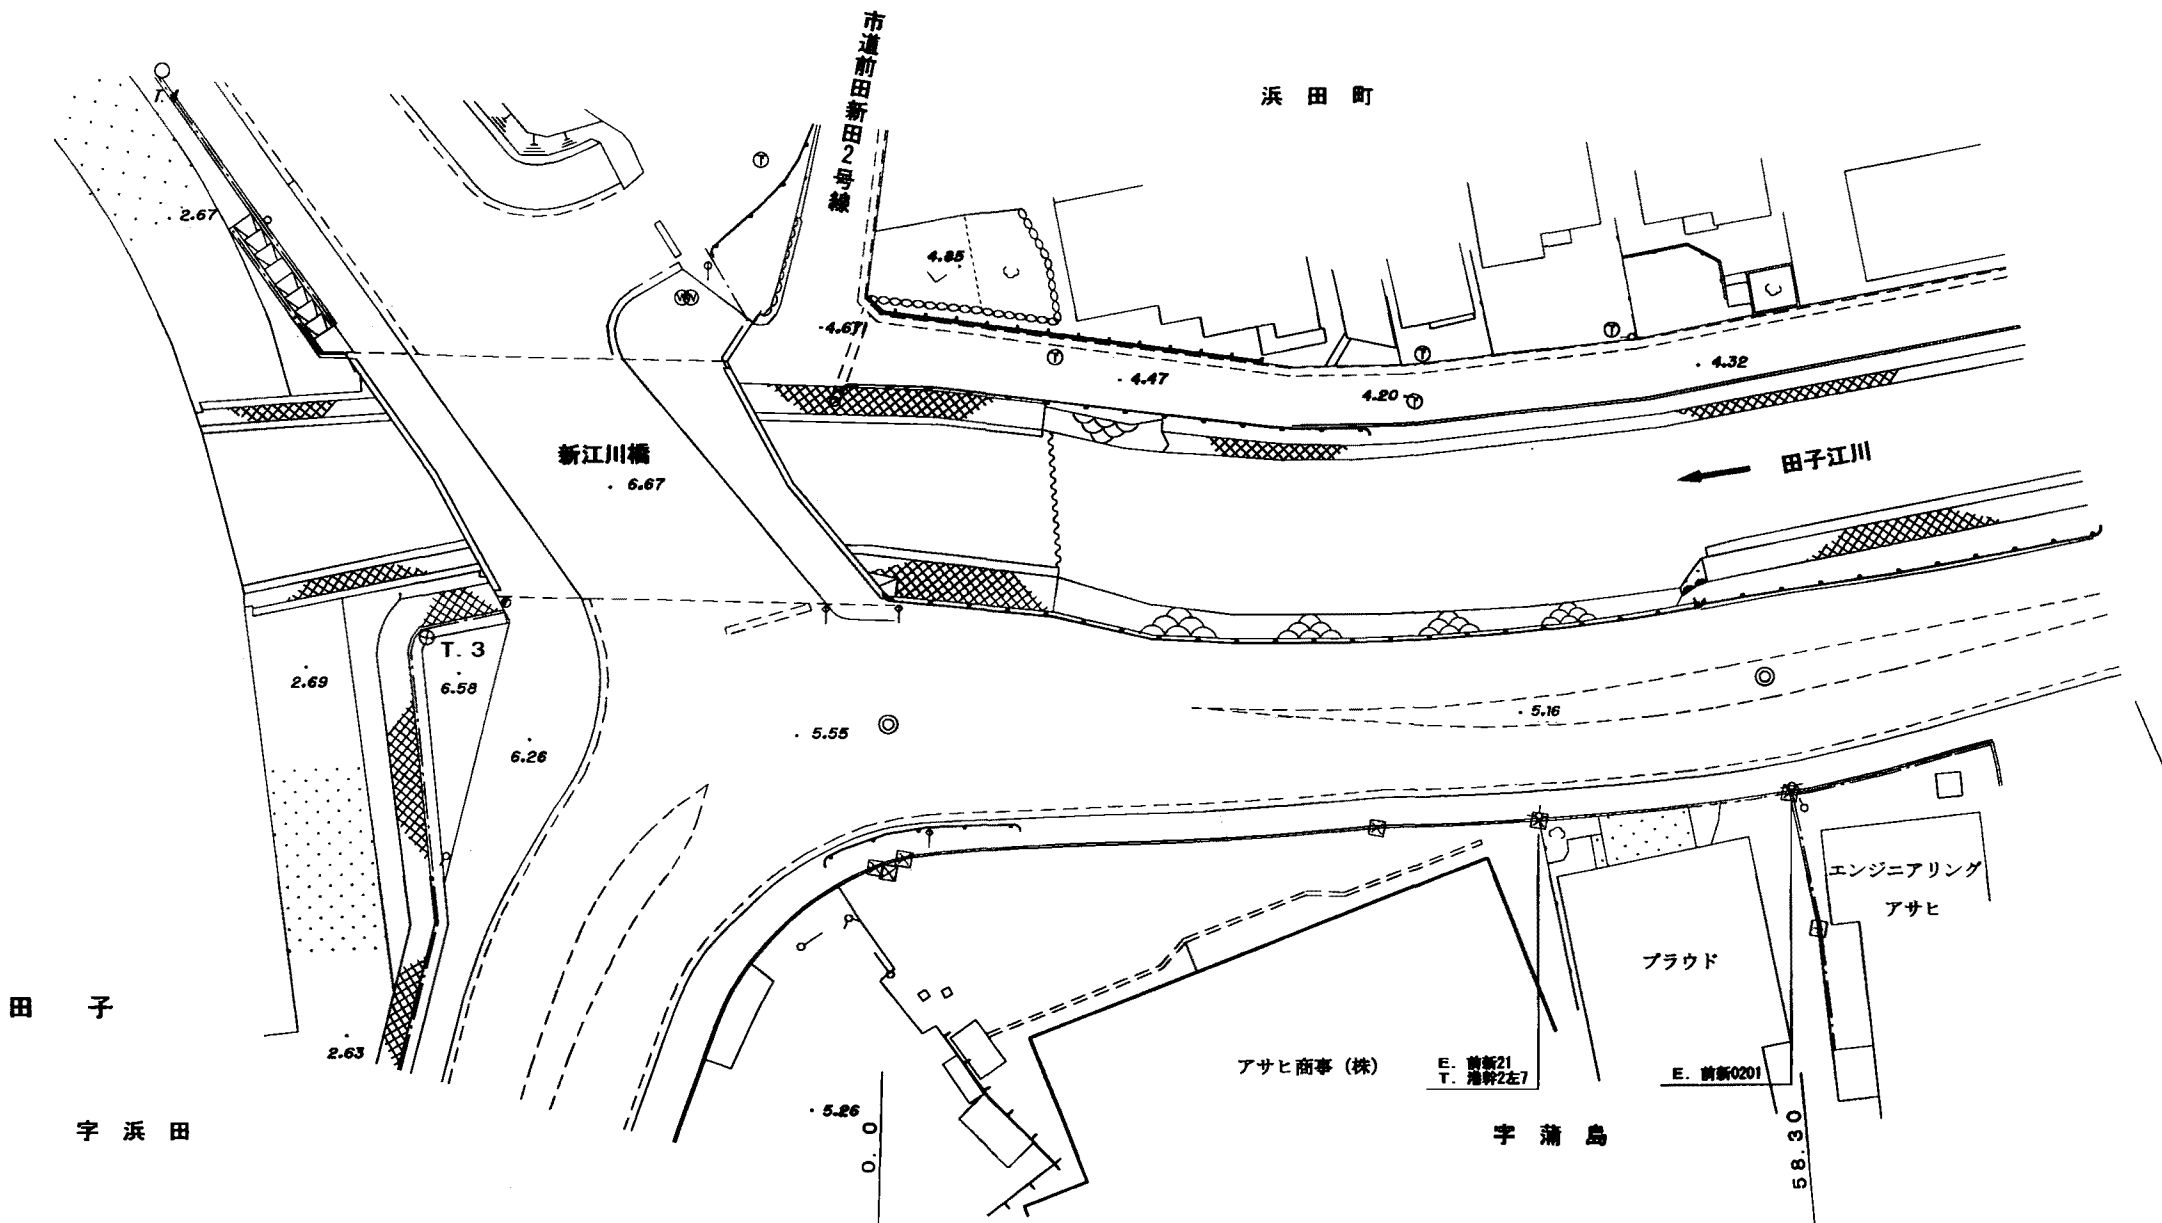 市道前田新田2号線
浜田町
T. 4
2.67
4.85
4.67
4.47
4.32
4.20
新江川橋
6.67
田子江川
T. 3
2.69
6.58
6.26
5.55
5.16
エンジニアリング
アサヒ
プラウド
田子
2.63
アサヒ商事（株）
E. 前新21
T. 港幹2左7
E. 前新0201
5.26
字浜田
字蒲島
0.0
58.30